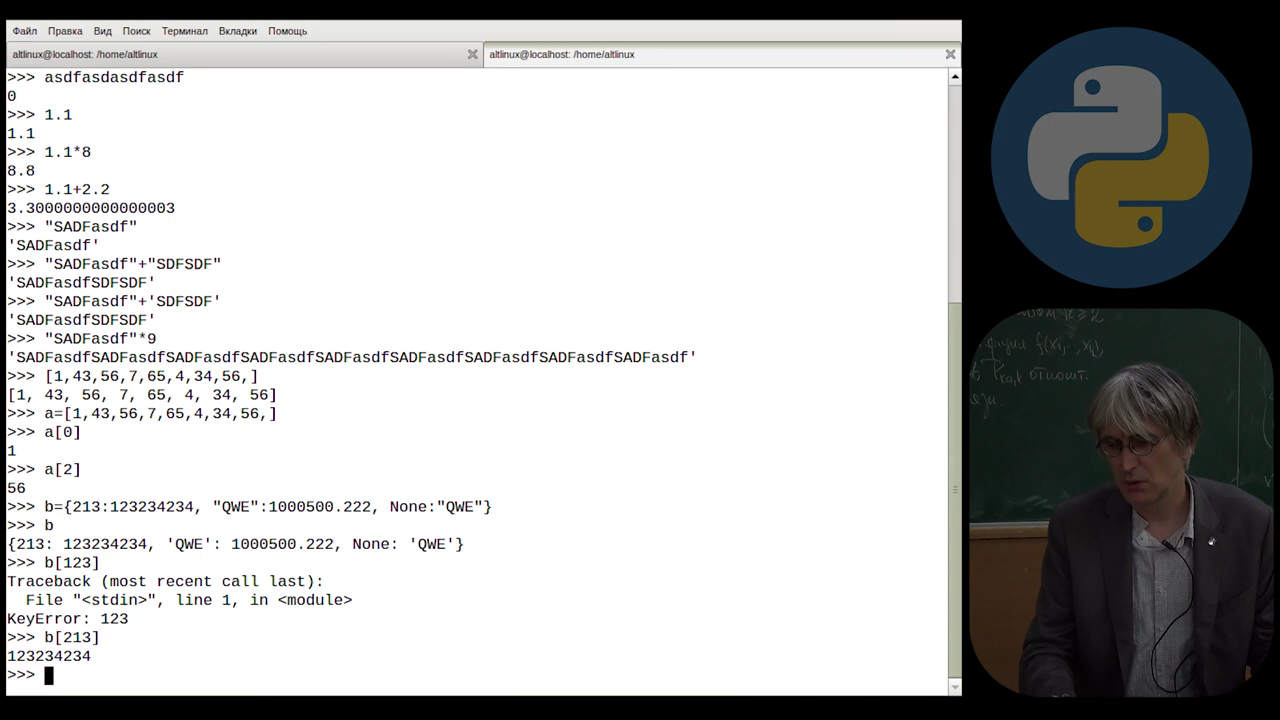 Файл Правка Вид Поиск Терминал Вкладки Помощь
altlinux@localhost: /home/altlinux altlinux@localhost: /home/altlinux
>>> asdfasdasdfasdf
0
>>> 1.1
1.1
>>> 1.1*8
8.8
>>> 1.1+2.2
3.3000000000000003
>>> "SADFasdf"
'SADFasdf'
>>> "SADFasdf"+"SDFSDF"
'SADFasdfSDFSDF'
>>> "SADFasdf"+'SDFSDF'
'SADFasdfSDFSDF'
>>> "SADFasdf"*9
'SADFasdfSADFasdfSADFasdfSADFasdfSADFasdfSADFasdfSADFasdfSADFasdfSADFasdf'
>>> [1,43,56,7,65,4,34,56,]
[1, 43, 56, 7, 65, 4, 34, 56]
>>> a=[1,43,56,7,65,4,34,56,]
>>> a[0]
1
>>> a[2]
56
>>> b={213:123234234, "QWE":1000500.222, None:"QWE"}
>>> b
{213: 123234234, 'QWE': 1000500.222, None: 'QWE'}
>>> b[123]
Traceback (most recent call last):
  File "<stdin>", line 1, in <module>
KeyError: 123
>>> b[213]
123234234
>>>